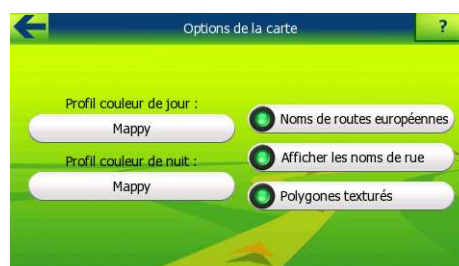 Options de la carte
?
Profil couleur de jour :
Mappy
Profil couleur de nuit :
Mappy
Noms de routes européennes
Afficher les noms de rue
Polygones texturés